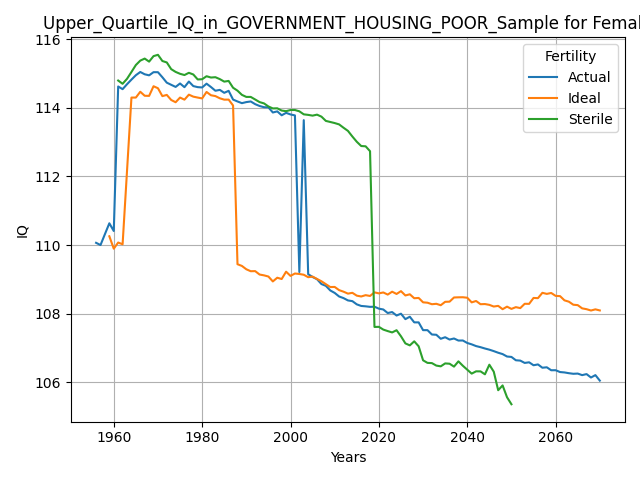 Upper_Quartile_IQ_in_GOVERNMENT_HOUSING_POOR_Sample for Femal
116
114
112
110
108
106
IQ
Fertility
Actual
Ideal
Sterile
1960
1980
2000
2020
2040
2060
Years